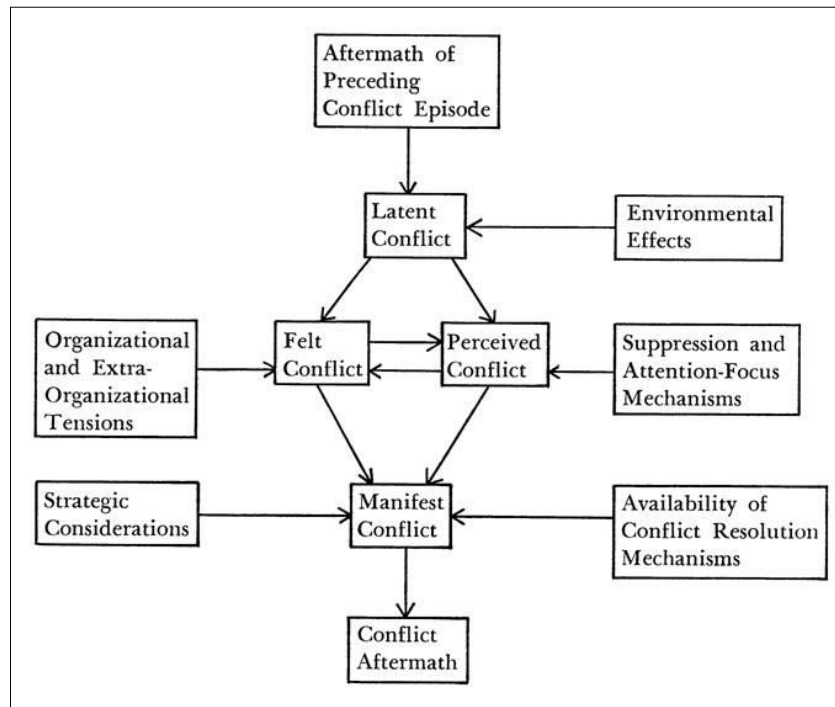 Aftermath of
Preceding
Conflict Episode
Latent
Conflict
Environmental
Effects
Organizational
and Extra-
Organizational
Tensions
Felt
Conflict
Perceived
Conflict
Suppression and
Attention-Focus
Mechanisms
Strategic
Considerations
Manifest
Conflict
Availability of
Conflict Resolution
Mechanisms
Conflict
Aftermath